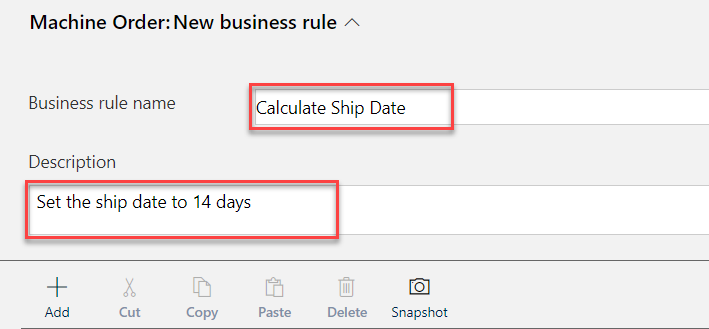 Machine Order: New business rule
Business rule name
Calculate Ship Date
Description
Set the ship date to 14 days
Add Cut Copy Paste Delete Snapshot